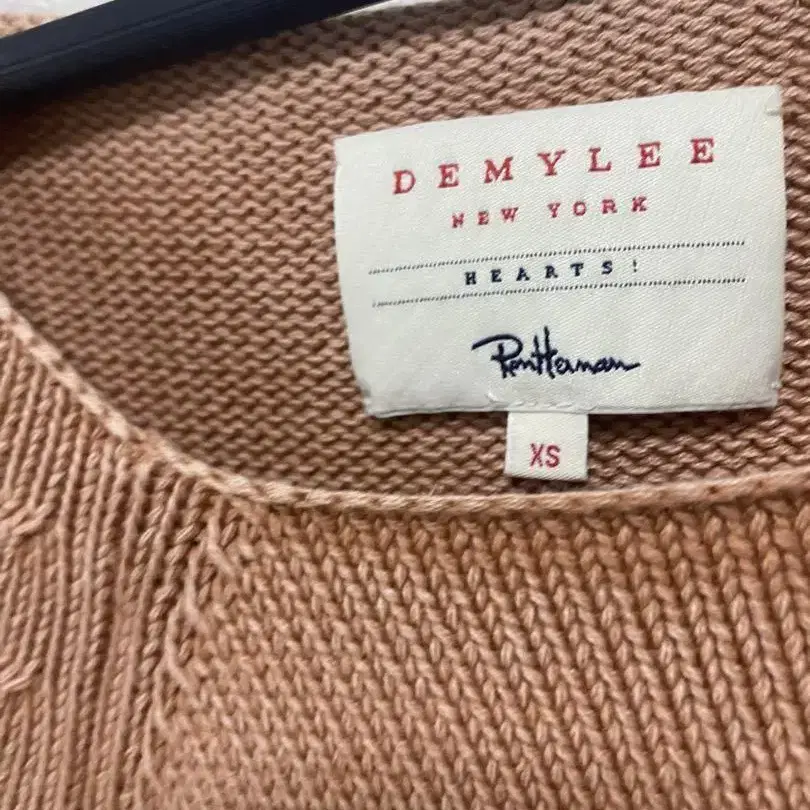 DEMYLEE
NEW YORK
HEARTS!
RonHerman
XS